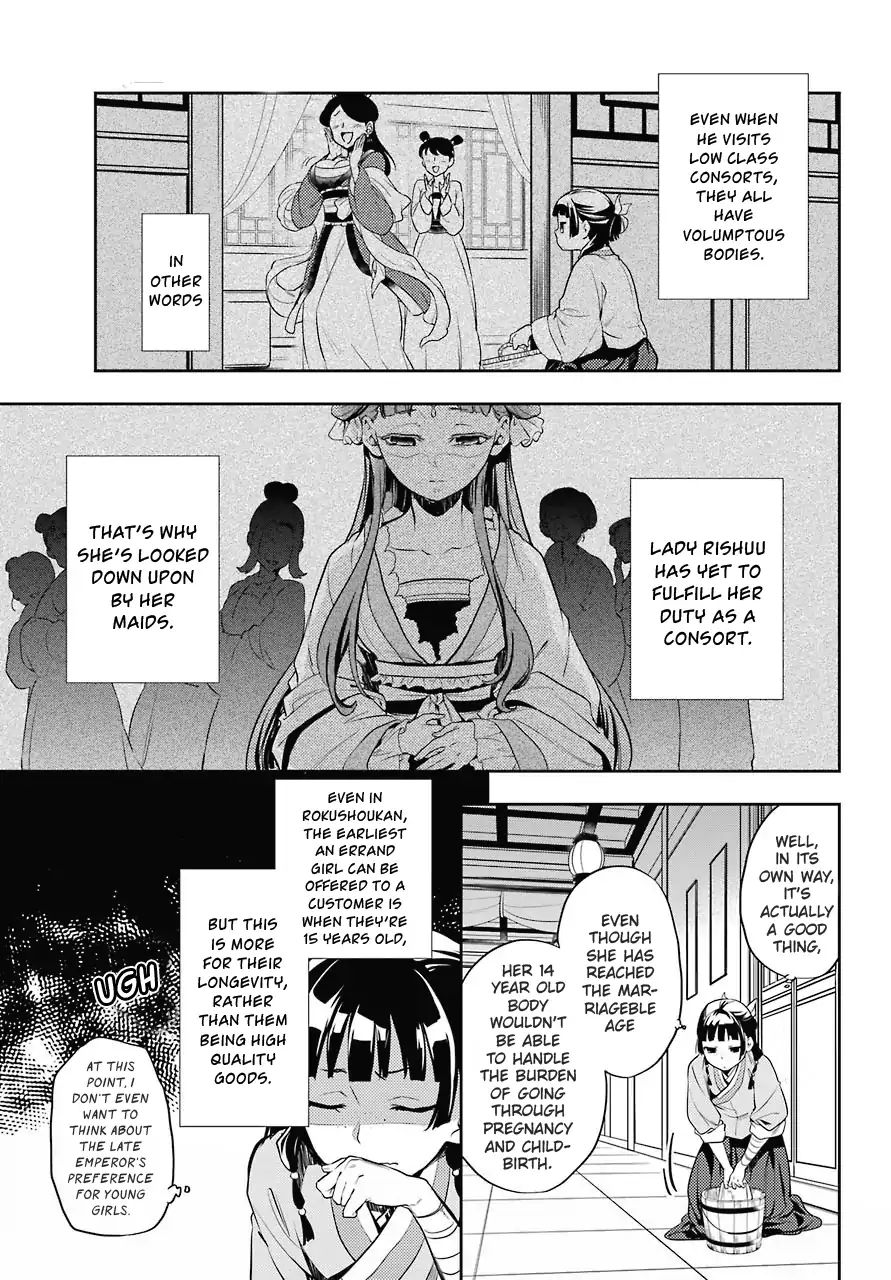 EVEN WHEN
HE VISITS
LOW CLASS
CONSORTS,
THEY ALL
HAVE
VOLUMPTOUS
BODIES.
IN
OTHER
WORDS
LADY RISHUU
HAS YET TO
FULFILL HER
DUTY AS A
CONSORT.
THAT'S WHY
SHE'S LOOKED
DOWN UPON
BY HER
MAIDS.
WELL,
IN ITS
OWN WAY,
IT'S
ACTUALLY
A GOOD
THING,
EVEN
THOUGH
SHE HAS
REACHED
THE MAR-
RIAGEBLE
AGE
HER 14
YEAR OLD
BODY
WOULDN'T
BE ABLE
TO HANDLE
THE BURDEN
OF GOING
THROUGH
PREGNANCY
AND CHILD-
BIRTH.
EVEN IN
ROKUSHOUKAN,
THE EARLIEST
AN ERRAND
GIRL CAN BE
OFFERED TO A
CUSTOMER IS
WHEN THEY'RE
15 YEARS OLD,
BUT THIS
IS MORE
FOR THEIR
LONGEVITY,
RATHER
THAN THEM
BEING HIGH
QUALITY
GOODS.
UGH
AT THIS
POINT, I
DON'T EVEN
WANT TO
THINK ABOUT
THE LATE
EMPEROR'S
PREFERENCE
FOR YOUNG
GIRLS.